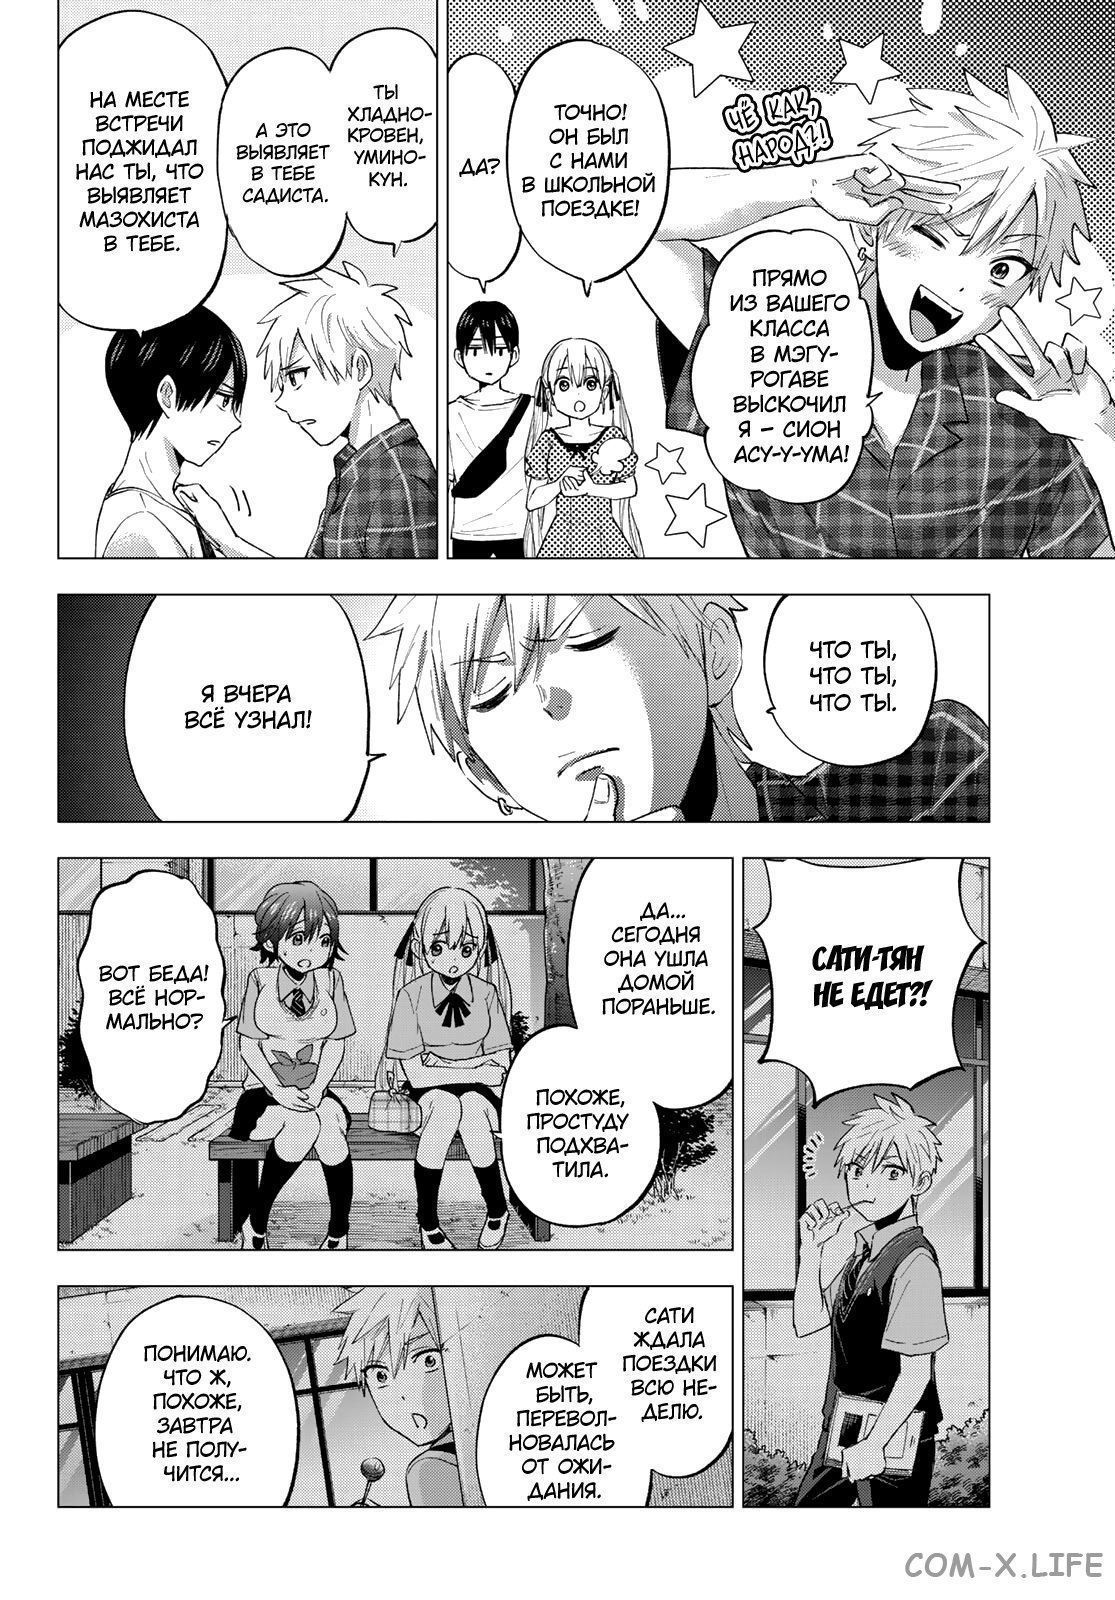 ЧЁ КАК,
НАРОД?!
ПРЯМО
ИЗ ВАШЕГО
КЛАССА
В МЭГУ-
РОГАВЕ
ВЫСКОЧИЛ
Я – СИОН
АСУ-У-УМА!
ТОЧНО!
ОН БЫЛ
С НАМИ
В ШКОЛЬНОЙ
ПОЕЗДКЕ!
ДА?
ТЫ
ХЛАДНО-
КРОВЕН,
УМИНО-
КУН.
А ЭТО
ВЫЯВЛЯЕТ
В ТЕБЕ
САДИСТА.
НА МЕСТЕ
ВСТРЕЧИ
ПОДЖИДАЛ
НАС ТЫ, ЧТО
ВЫЯВЛЯЕТ
МАЗОХИСТА
В ТЕБЕ.
ЧТО ТЫ,
ЧТО ТЫ,
ЧТО ТЫ.
Я ВЧЕРА
ВСЁ УЗНАЛ!
САТИ-ТЯН
НЕ ЕДЕТ?!
ДА...
СЕГОДНЯ
ОНА УШЛА
ДОМОЙ
ПОРАНЬШЕ.
ПОХОЖЕ,
ПРОСТУДУ
ПОДХВА-
ТИЛА.
ВОТ БЕДА!
ВСЁ НОР-
МАЛЬНО?
САТИ
ЖДАЛА
ПОЕЗДКИ
ВСЮ НЕ-
ДЕЛЮ.
МОЖЕТ
БЫТЬ,
ПЕРЕВОЛ-
НОВАЛАСЬ
ОТ ОЖИ-
ДАНИЯ.
ПОНИМАЮ.
ЧТО Ж,
ПОХОЖЕ,
ЗАВТРА
НЕ ПОЛУ-
ЧИТСЯ...
COM-X.LIFE